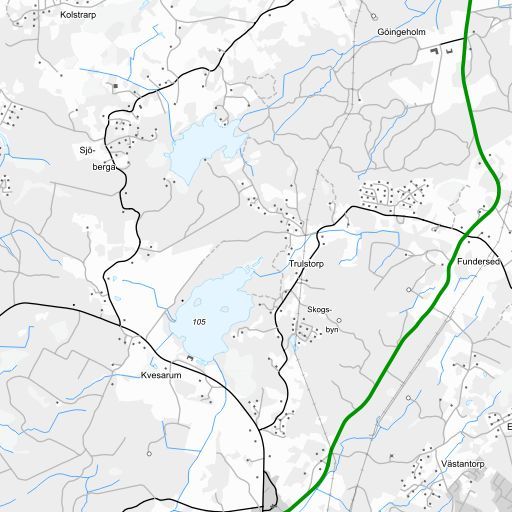 Kolstrarp
Göingeholm
Sjö-
berga
Fundersed
Trulstorp
Skogs-
byn
105
Kvesarum
E
Västantorp